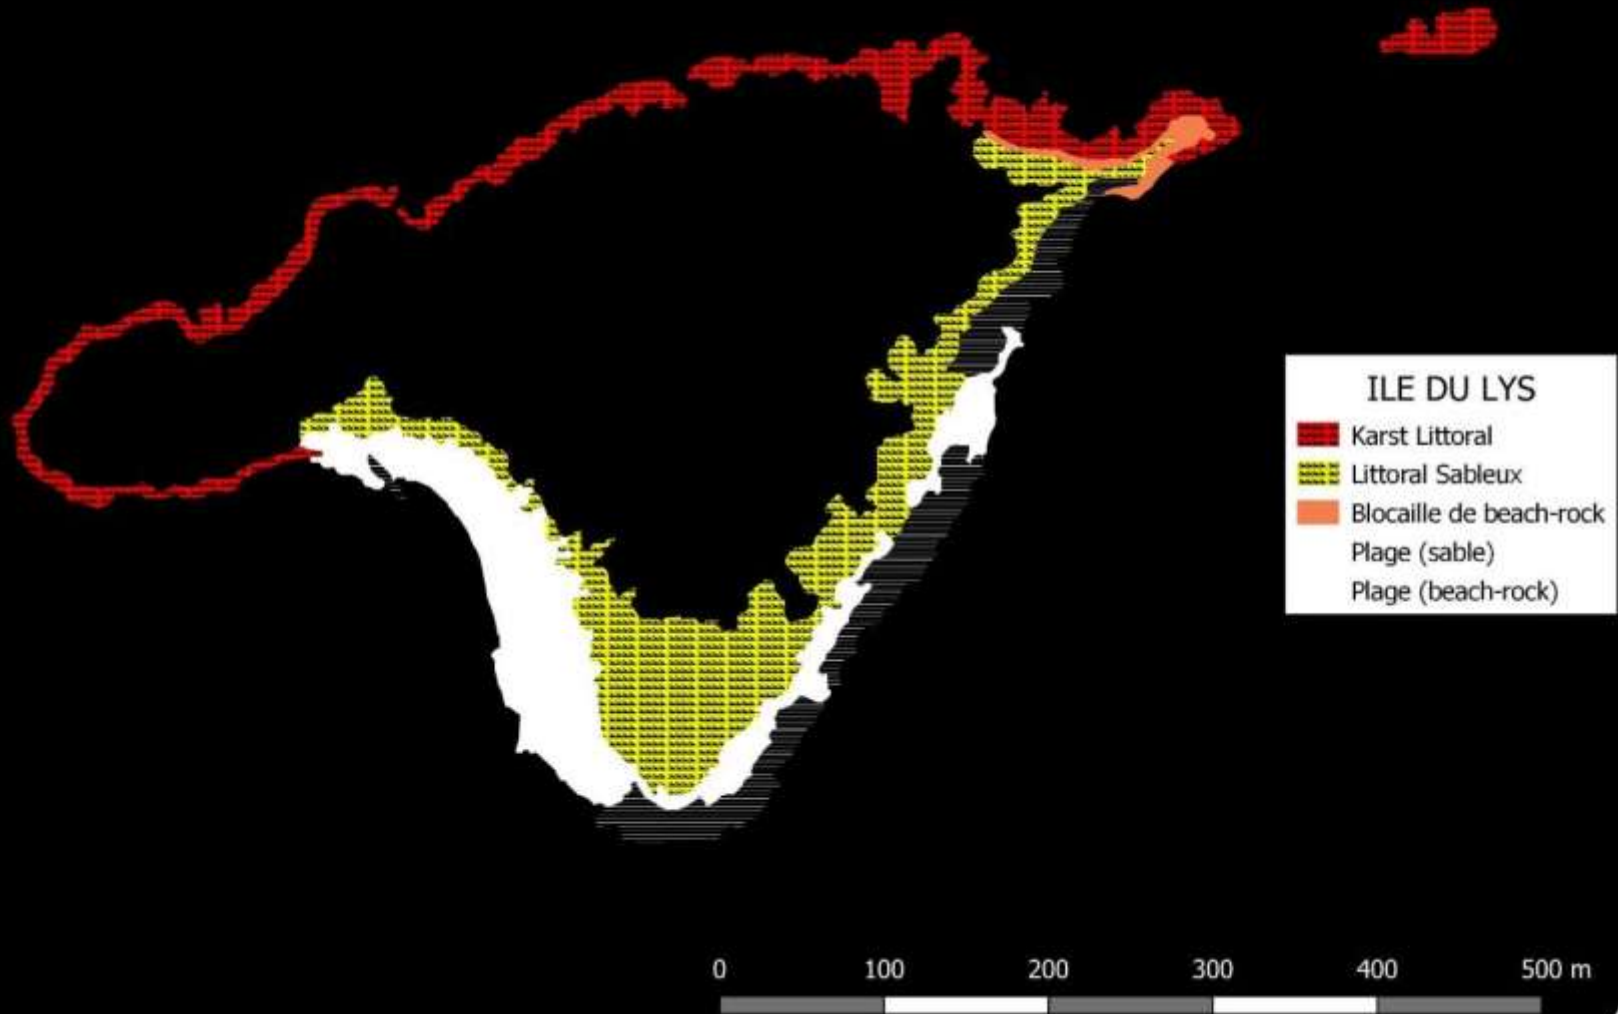 ILE DU LYS
Karst Littoral
Littoral Sableux
Blocaille de beach-rock
Plage (sable)
Plage (beach-rock)
0 100 200 300 400 500 m